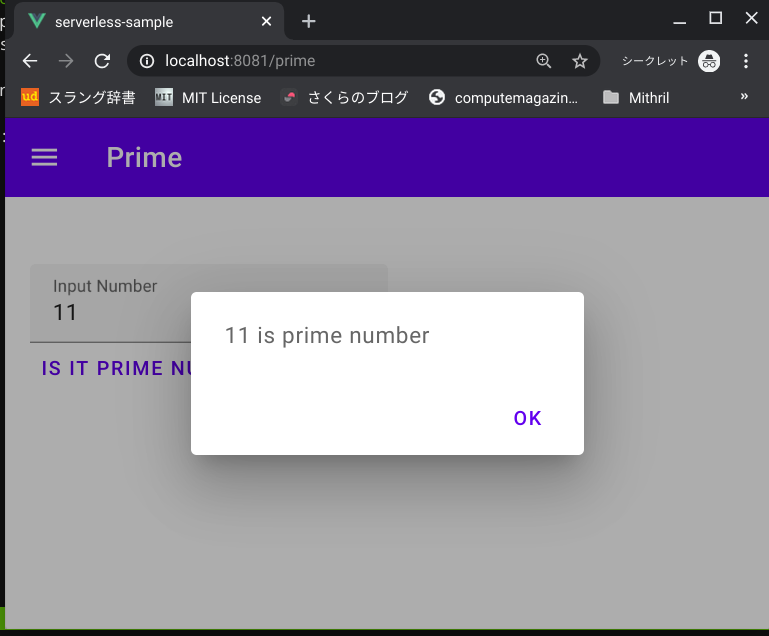 serverless-sample
localhost:8081/prime
シークレット
ud
スラング辞書
MIT
MIT License
さくらのブログ
computemagazin...
Mithril
»
Prime
Input Number
11
IS IT PRIME NU
11 is prime number
OK